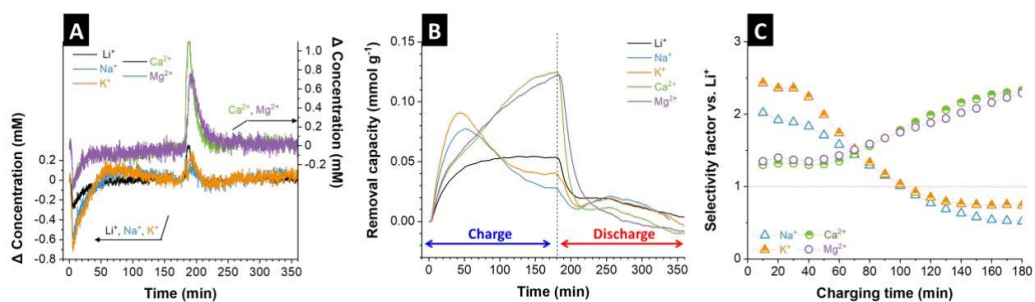 A
Li⁺
Na⁺
K⁺
Ca²⁺
Mg²⁺
Ca²⁺, Mg²⁺
Li⁺, Na⁺, K⁺
Δ Concentration (mM)
0.2
0.0
-0.2
-0.4
-0.6
-0.8
Δ Concentration (mM)
1.0
0.8
0.6
0.4
0.2
0
-0.2
0 50 100 150 200 250 300 350
Time (min)
B
Li⁺
Na⁺
K⁺
Ca²⁺
Mg²⁺
Removal capacity (mmol g⁻¹)
0.15
0.10
0.05
0.00
Charge
Discharge
0 50 100 150 200 250 300 350
Time (min)
C
Selectivity factor vs. Li⁺
3
2
1
0
Na⁺
Ca²⁺
K⁺
Mg²⁺
0 20 40 60 80 100 120 140 160 180
Charging time (min)